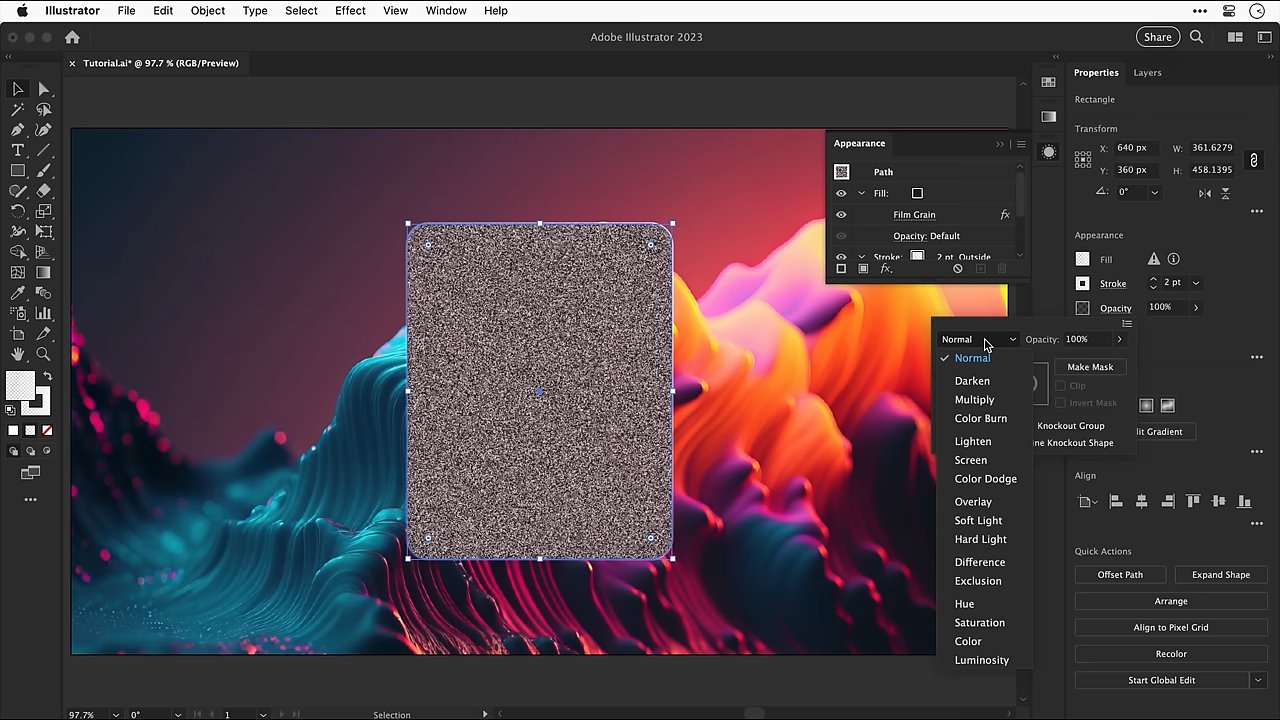 Illustrator File Edit Object Type Select Effect View Window Help
Adobe Illustrator 2023
Share
Tutorial.ai* @ 97.7 % (RGB/Preview)
Properties Layers
Rectangle
Transform
X: 640 px W: 361.6279
Y: 360 px H: 458.1395
0°
Appearance
Path
Fill:
Film Grain fx
Opacity: Default
Stroke: 2 pt Outside
fx.
Appearance
Fill
Stroke 2 pt
Opacity 100%
Normal Opacity: 100%
Make Mask
Clip
Invert Mask
Knockout Group
ine Knockout Shape
Normal
Darken
Multiply
Color Burn
Lighten
Screen
Color Dodge
Overlay
Soft Light
Hard Light
Difference
Exclusion
Hue
Saturation
Color
Luminosity
lit Gradient
Align
Quick Actions
Offset Path Expand Shape
Arrange
Align to Pixel Grid
Recolor
Start Global Edit
97.7% 0° 1 Selection